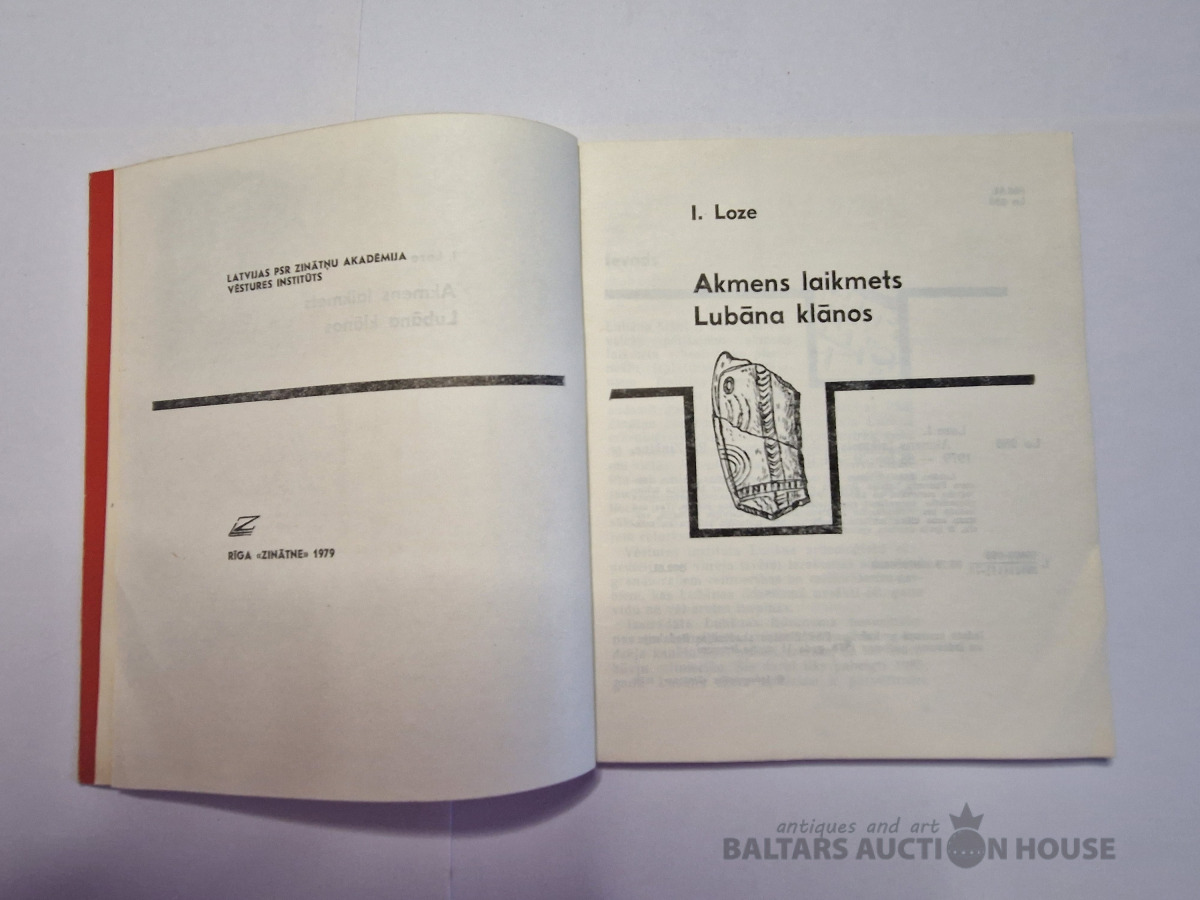 LATVIJAS PSR ZINĀTŅU AKADĒMIJA
VĒSTURES INSTITŪTS
RĪGA «ZINĀTNE» 1979
I. Loze
Akmens laikmets
Lubāna klānos
antiques and art
BALTARS AUCTION HOUSE